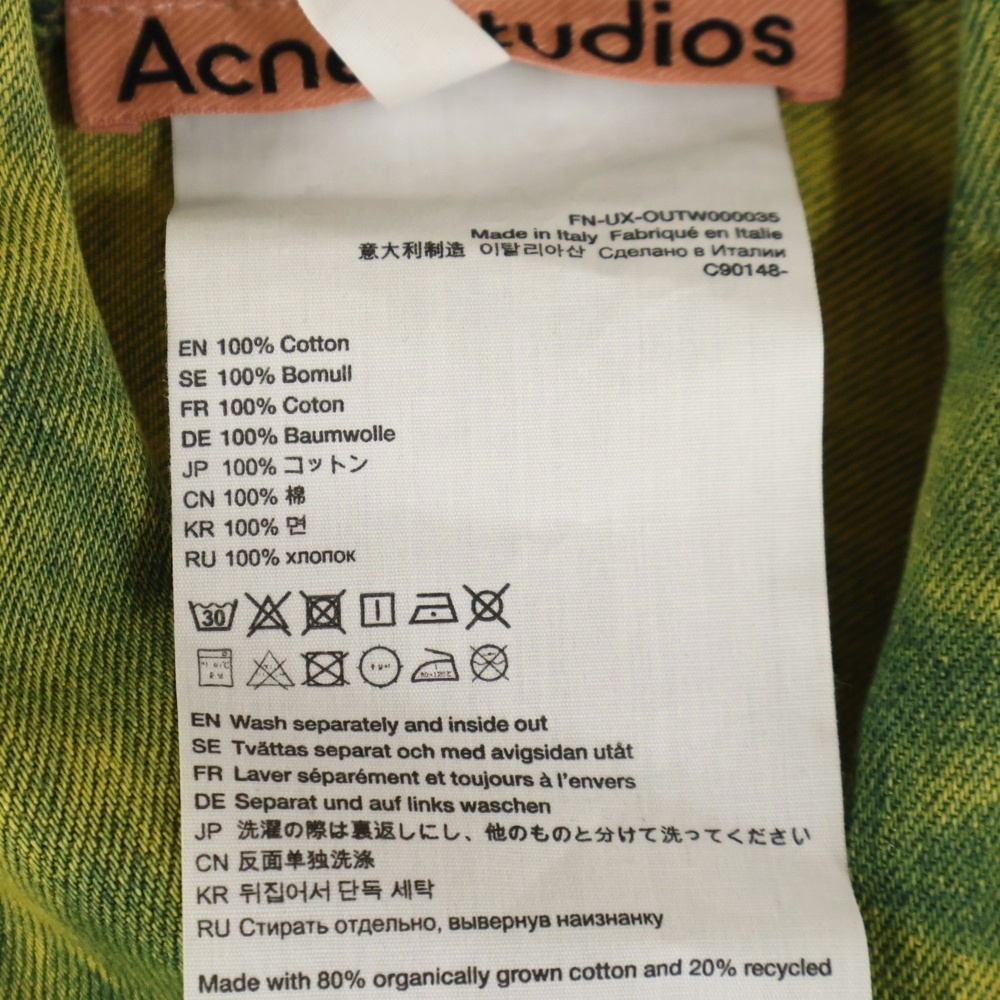 Acne Studios
FN-UX-OUTW000035
Made in Italy Fabriqué en Italie
意大利制造 이탈리아산 Сделано в Италии
C90148-
EN 100% Cotton
SE 100% Bomull
FR 100% Coton
DE 100% Baumwolle
JP 100% コットン
CN 100% 棉
KR 100% 면
RU 100% хлопок
30
EN Wash separately and inside out
SE Tvättas separat och med avigsidan utåt
FR Laver séparément et toujours à l'envers
DE Separat und auf links waschen
JP 洗濯の際は裏返しにし、他のものと分けて洗ってください
CN 反面单独洗涤
KR 뒤집어서 단독 세탁
RU Стирать отдельно, вывернув наизнанку
Made with 80% organically grown cotton and 20% recycled